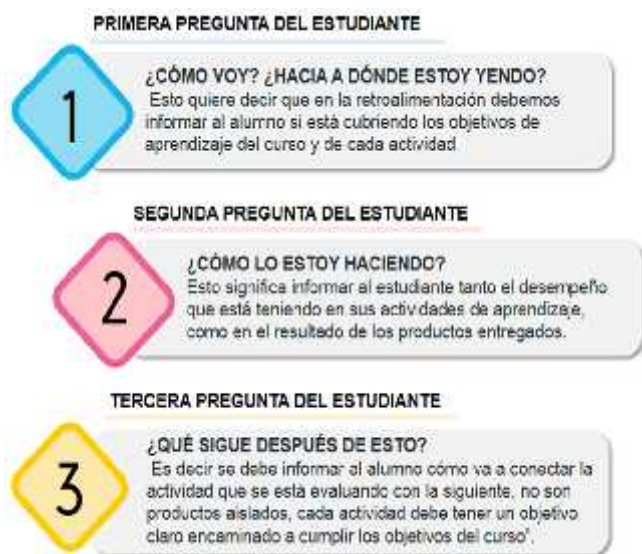 PRIMERA PREGUNTA DEL ESTUDIANTE
1
¿CÓMO VOY? ¿HACIA A DÓNDE ESTOY YENDO?
Esto quiere decir que en la retroalimentación debemos
informar al alumno si está cubriendo los objetivos de
aprendizaje del curso y de cada actividad
SEGUNDA PREGUNTA DEL ESTUDIANTE
2
¿CÓMO LO ESTOY HACIENDO?
Esto significa informar al estudiante tanto el desempeño
que está teniendo en sus actividades de aprendizaje,
como en el resultado de los productos entregados.
TERCERA PREGUNTA DEL ESTUDIANTE
3
¿QUÉ SIGUE DESPUÉS DE ESTO?
Es decir se debe informar al alumno cómo va a conectar la
actividad que se está evaluando con la siguiente, no son
productos aislados, cada actividad debe tener un objetivo
claro encaminado a cumplir los objetivos del curso”.